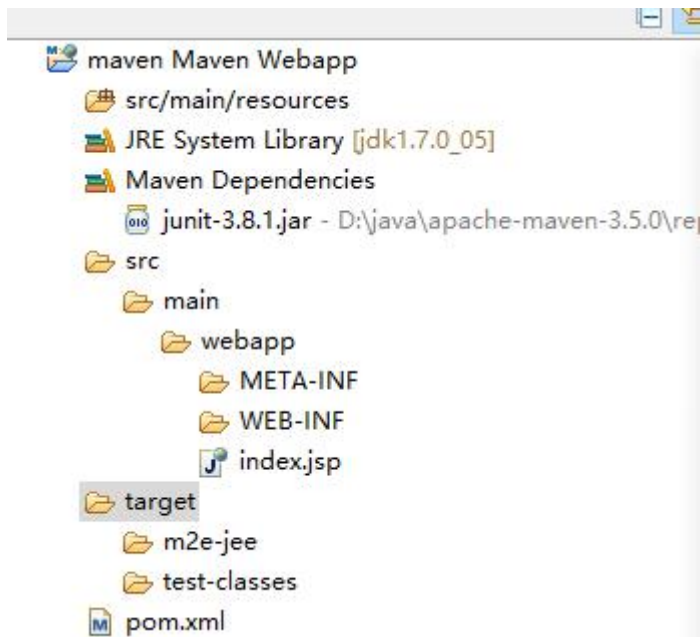 maven Maven Webapp
src/main/resources
JRE System Library [jdk1.7.0_05]
Maven Dependencies
junit-3.8.1.jar - D:\java\apache-maven-3.5.0\re
src
main
webapp
META-INF
WEB-INF
index.jsp
target
m2e-jee
test-classes
pom.xml